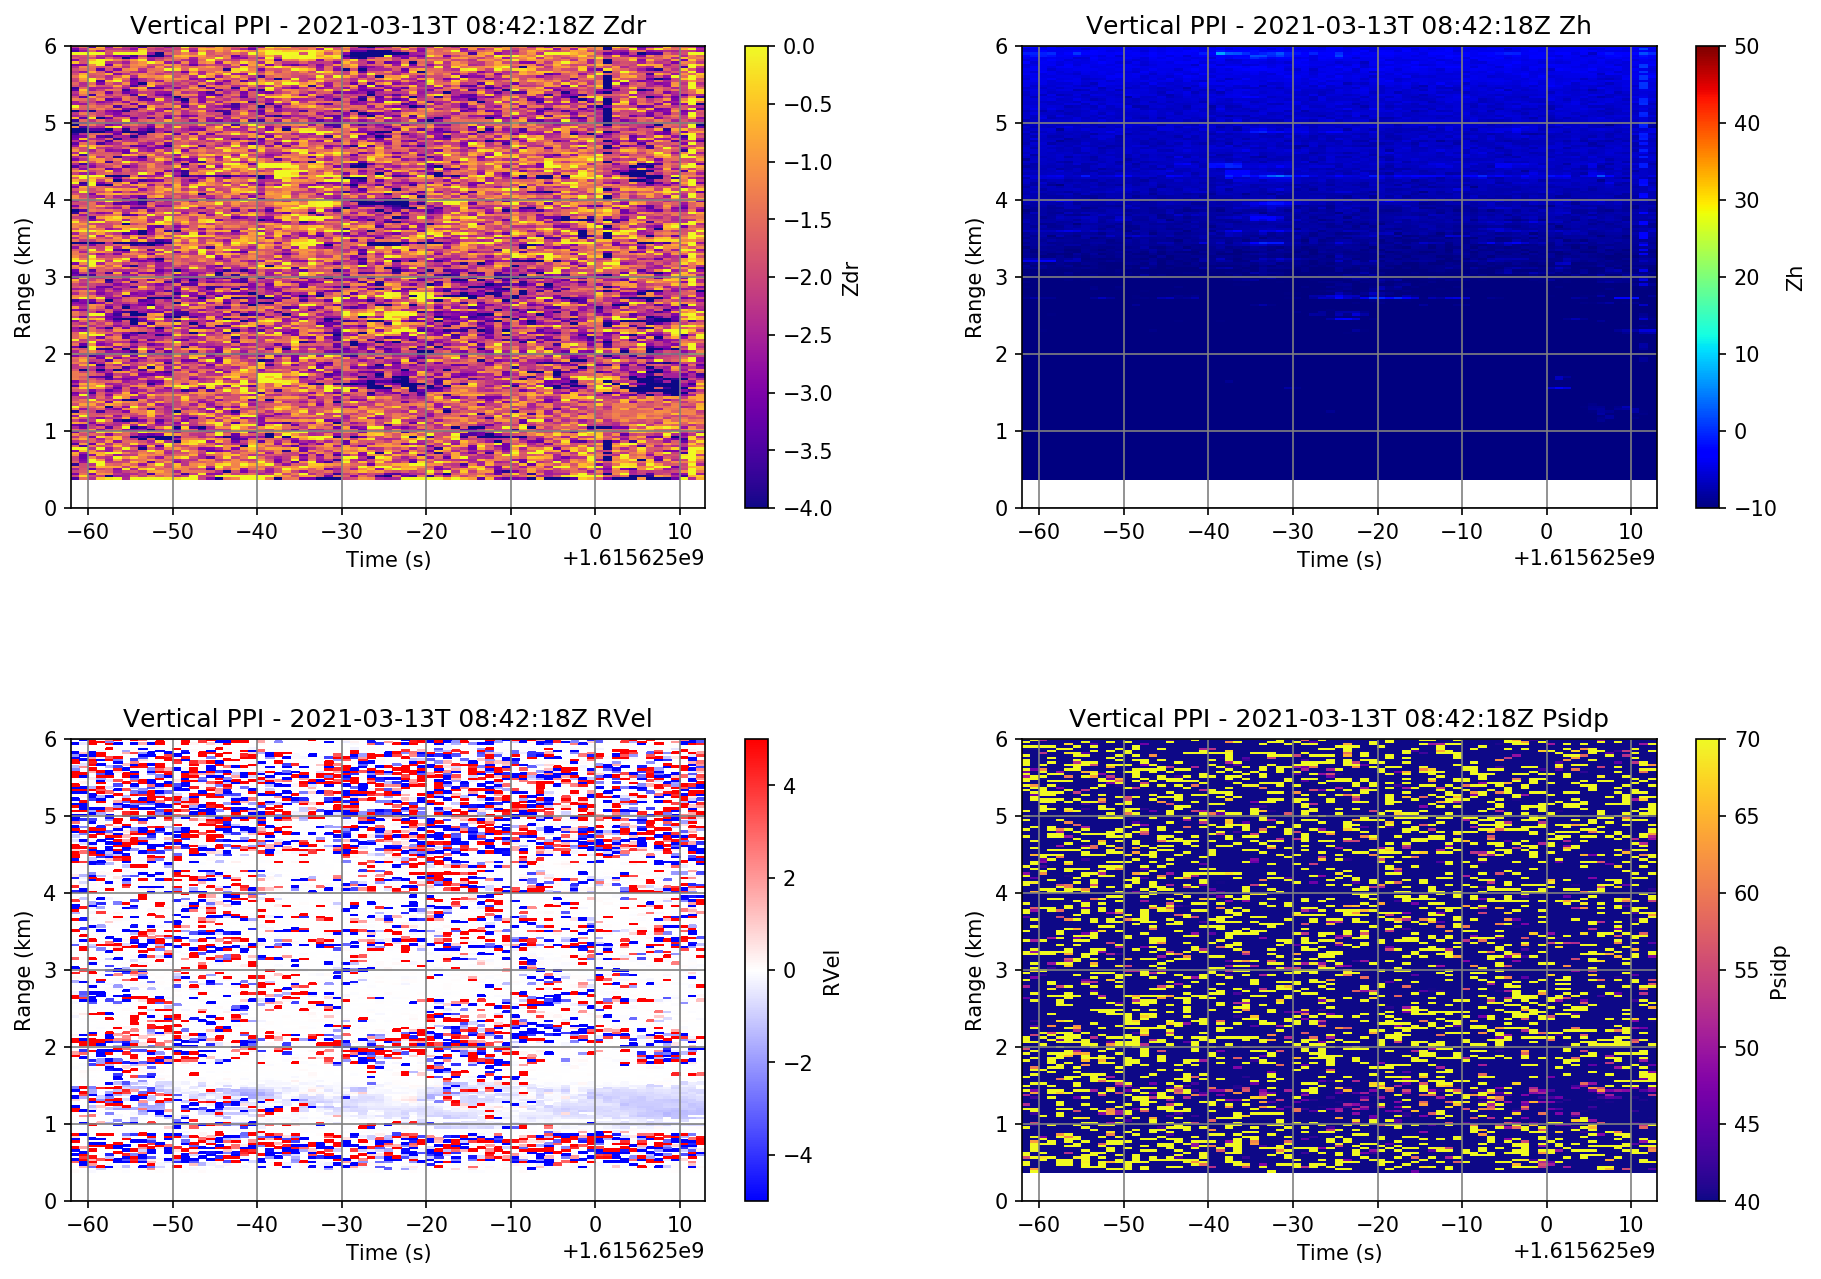 Vertical PPI - 2021-03-13T 08:42:18Z Zdr
6
5
4
3
2
1
0
Range (km)
−60 −50 −40 −30 −20 −10 0 10
Time (s)
+1.615625e9
0.0
−0.5
−1.0
−1.5
−2.0
−2.5
−3.0
−3.5
−4.0
Zdr
Vertical PPI - 2021-03-13T 08:42:18Z Zh
6
5
4
3
2
1
0
Range (km)
−60 −50 −40 −30 −20 −10 0 10
Time (s)
+1.615625e9
50
40
30
20
10
0
−10
Zh
Vertical PPI - 2021-03-13T 08:42:18Z RVel
6
5
4
3
2
1
0
Range (km)
−60 −50 −40 −30 −20 −10 0 10
Time (s)
+1.615625e9
4
2
0
−2
−4
RVel
Vertical PPI - 2021-03-13T 08:42:18Z Psidp
6
5
4
3
2
1
0
Range (km)
−60 −50 −40 −30 −20 −10 0 10
Time (s)
+1.615625e9
70
65
60
55
50
45
40
Psidp